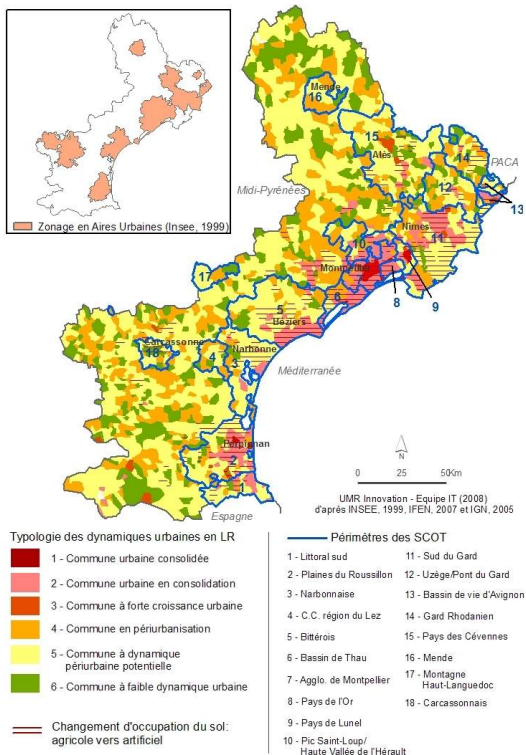 Zonage en Aires Urbaines (Insee, 1999)
Mende
16
15
Alès
14
PACA
Midi-Pyrénées
12
13
Nîmes
11
10
17
Montpellier
6
8
9
5
Béziers
Carcassonne
18
4
Narbonne
3
Méditerranée
Perpignan
2
1
Espagne
N
0 25 50Km
UMR Innovation - Equipe IT (2008)
d'après INSEE, 1999, IFEN, 2007 et IGN, 2005
Typologie des dynamiques urbaines en LR
1 - Commune urbaine consolidée
2 - Commune urbaine en consolidation
3 - Commune à forte croissance urbaine
4 - Commune en périurbanisation
5 - Commune à dynamique
périurbaine potentielle
6 - Commune à faible dynamique urbaine
Changement d'occupation du sol:
agricole vers artificiel
Périmètres des SCOT
1 - Littoral sud
2 - Plaines du Roussillon
3 - Narbonnaise
4 - C.C. région du Lez
5 - Bittérois
6 - Bassin de Thau
7 - Agglo. de Montpellier
8 - Pays de l'Or
9 - Pays de Lunel
10 - Pic Saint-Loup/
Haute Vallée de l'Hérault
11 - Sud du Gard
12 - Uzège/Pont du Gard
13 - Bassin de vie d'Avignon
14 - Gard Rhodanien
15 - Pays des Cévennes
16 - Mende
17 - Montagne
Haut-Languedoc
18 - Carcassonnais